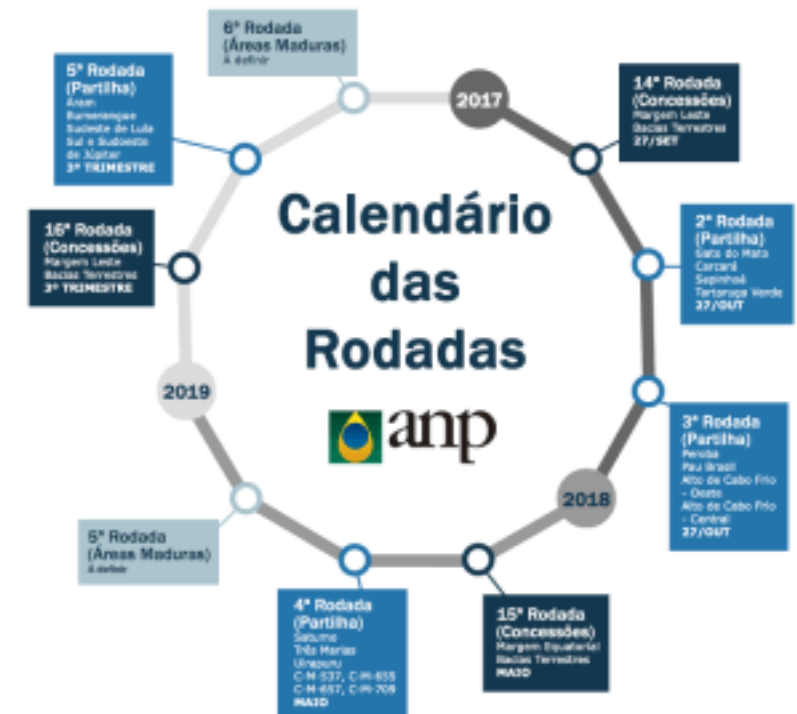 Calendário
das
Rodadas
anp
2017
14ª Rodada
(Concessões)
Margem Leste
Bacias Terrestres
27/SET
2ª Rodada
(Partilha)
Gato do Mato
Carcará
Sapinhoá
Tartaruga Verde
27/OUT
3ª Rodada
(Partilha)
Peroba
Pau Brasil
Alto de Cabo Frio
- Oeste
Alto de Cabo Frio
- Central
27/OUT
2018
15ª Rodada
(Concessões)
Margem Equatorial
Bacias Terrestres
MAIO
4ª Rodada
(Partilha)
Saturno
Três Marias
Uirapuru
C-M-537, C-M-655
C-M-657, C-M-709
MAIO
5ª Rodada
(Áreas Maduras)
A definir
2019
16ª Rodada
(Concessões)
Margem Leste
Bacias Terrestres
3º TRIMESTRE
5ª Rodada
(Partilha)
Aram
Bumerangue
Sudeste de Lula
Sul e Sudoeste
de Júpiter
3º TRIMESTRE
6ª Rodada
(Áreas Maduras)
A definir